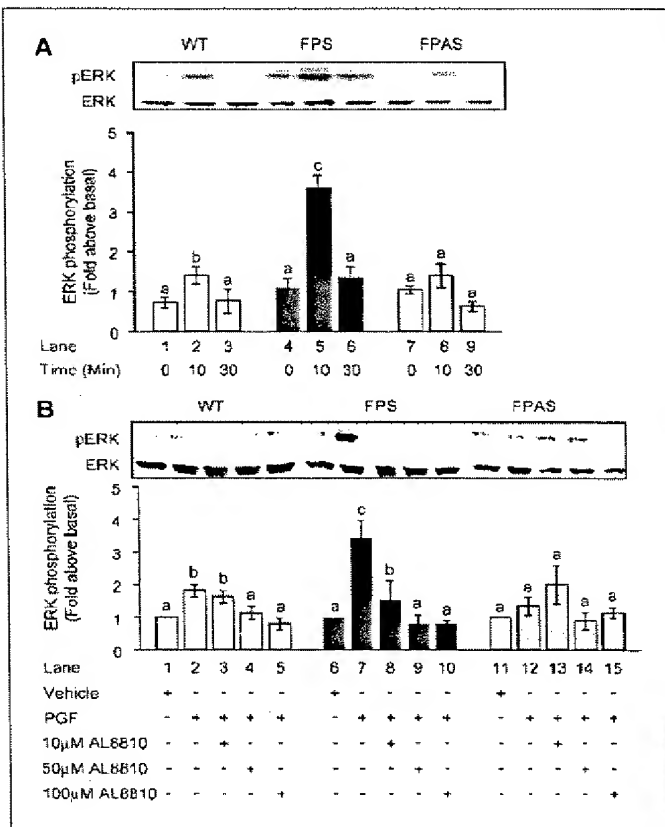 A
WT FPS FPAS
pERK
ERK
ERK phosphorylation
(Fold above basal)
5
4
3
2
1
0
a b a a c a a a a
Lane 1 2 3 4 5 6 7 8 9
Time (Min) 0 10 30 0 10 30 0 10 30
B
WT FPS FPAS
pERK
ERK
ERK phosphorylation
(Fold above basal)
5
4
3
2
1
0
a b b a a a c b a a a a a a a
Lane 1 2 3 4 5 6 7 8 9 10 11 12 13 14 15
Vehicle + - - - - + - - - - + - - - -
PGF - + + + + - + + + + - + + + +
10µM AL8810 - - + - - - - + - - - - + - -
50µM AL8810 - - - + - - - - + - - - - + -
100µM AL8810 - - - - + - - - - + - - - - +